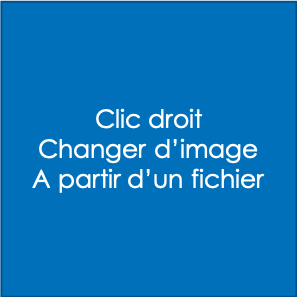 Clic droit
Changer d’image
A partir d’un fichier